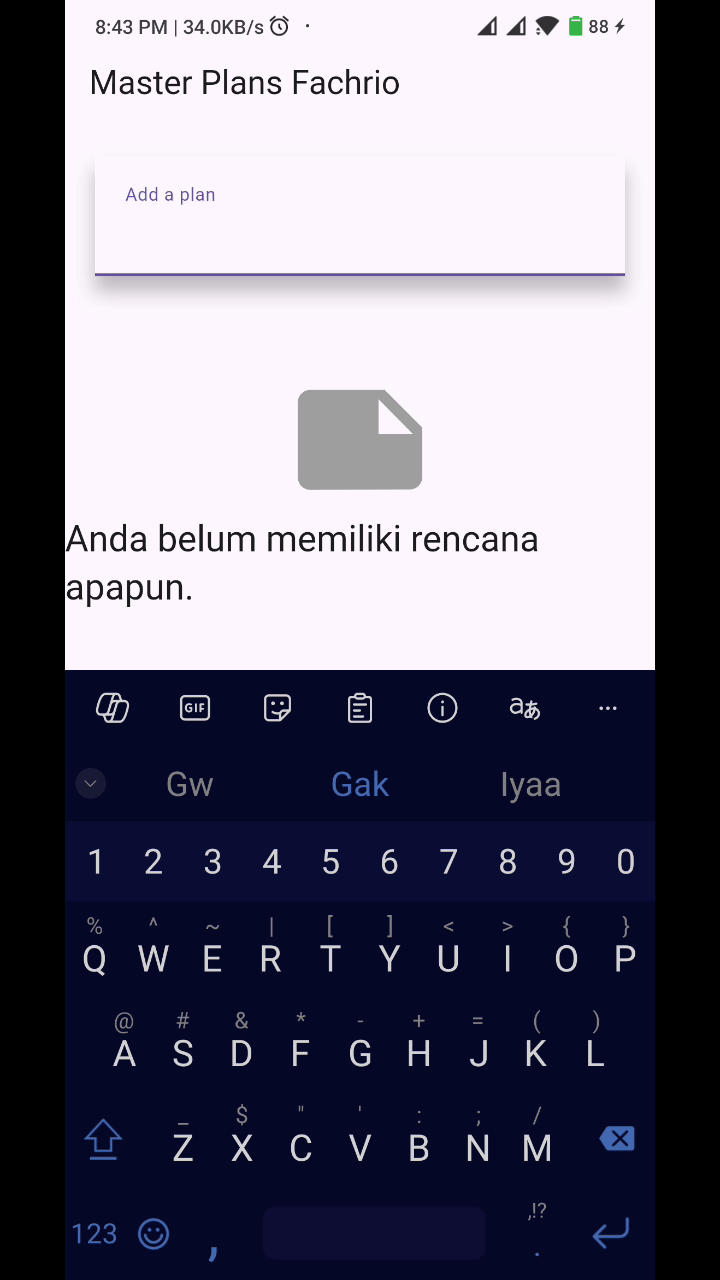 8:43 PM | 34.0KB/s
88
Master Plans Fachrio
Add a plan
Anda belum memiliki rencana
apapun.
GIF
aあ
Gw Gak Iyaa
1 2 3 4 5 6 7 8 9 0
% ^ ~ | [ ] < > { }
Q W E R T Y U I O P
@ # & * - + = ( )
A S D F G H J K L
_ $ " ' : ; /
Z X C V B N M
,!?
123 , .